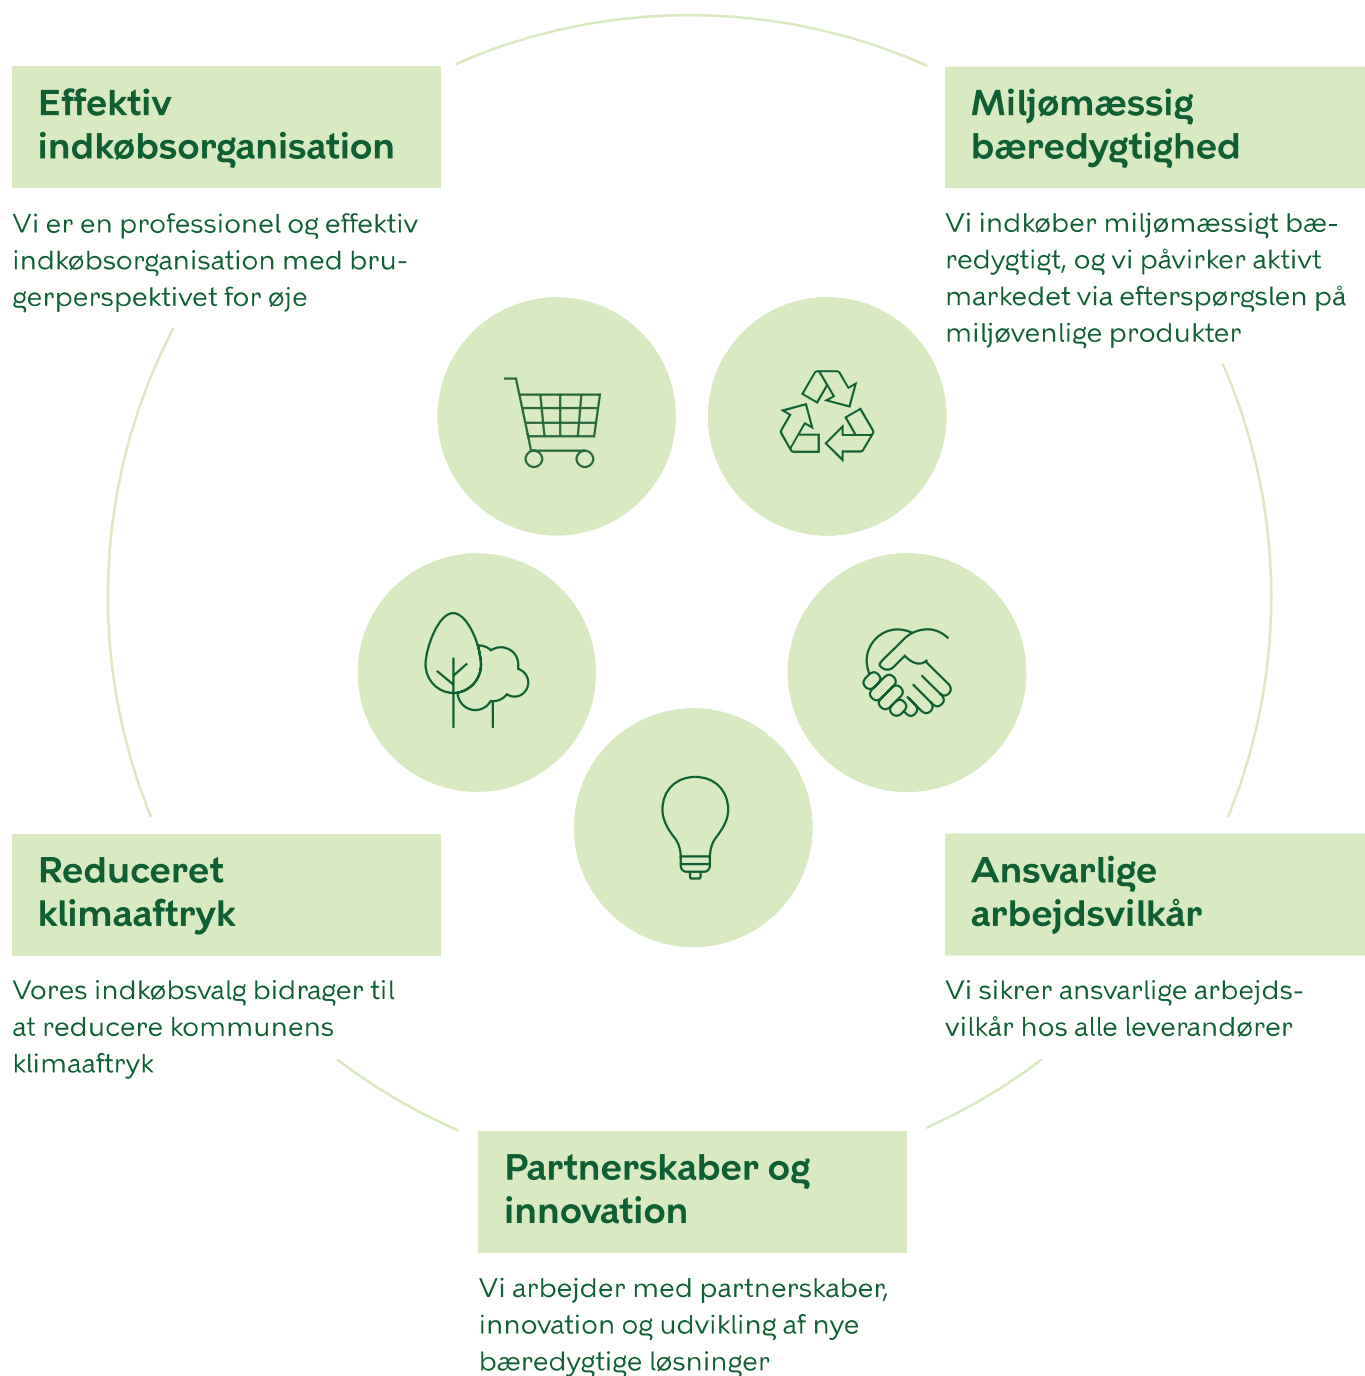 Effektiv
indkøbsorganisation
Vi er en professionel og effektiv
indkøbsorganisation med bru-
gerperspektivet for øje
Miljømæssig
bæredygtighed
Vi indkøber miljømæssigt bæ-
redygtigt, og vi påvirker aktivt
markedet via efterspørgslen på
miljøvenlige produkter
Reduceret
klimaaftryk
Vores indkøbsvalg bidrager til
at reducere kommunens
klimaaftryk
Ansvarlige
arbejdsvilkår
Vi sikrer ansvarlige arbejds-
vilkår hos alle leverandører
Partnerskaber og
innovation
Vi arbejder med partnerskaber,
innovation og udvikling af nye
bæredygtige løsninger